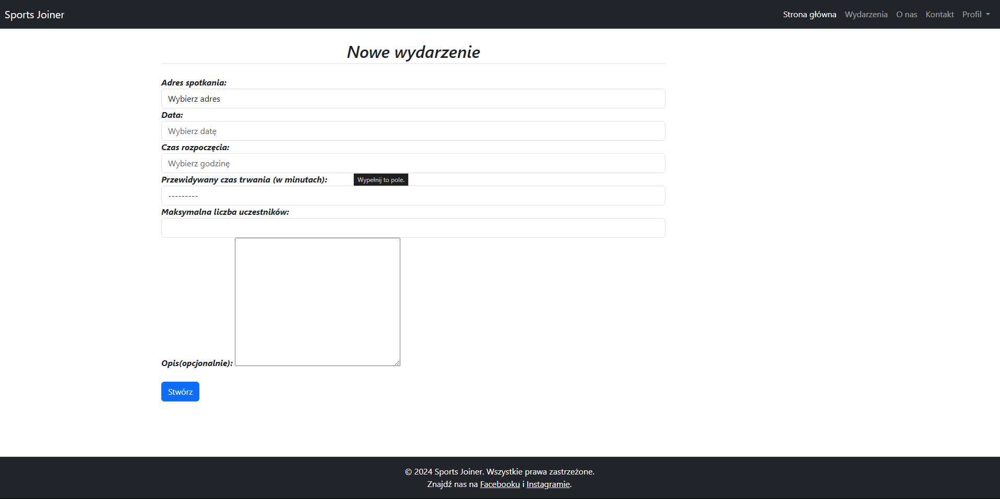 Sports Joiner
Strona główna Wydarzenia O nas Kontakt Profil
Nowe wydarzenie
Adres spotkania:
Wybierz adres
Data:
Wybierz datę
Czas rozpoczęcia:
Wybierz godzinę
Przewidywany czas trwania (w minutach):
Wypełnij to pole.
---------
Maksymalna liczba uczestników:
Opis(opcjonalnie):
Stwórz
© 2024 Sports Joiner. Wszystkie prawa zastrzeżone.
Znajdź nas na Facebooku i Instagramie.